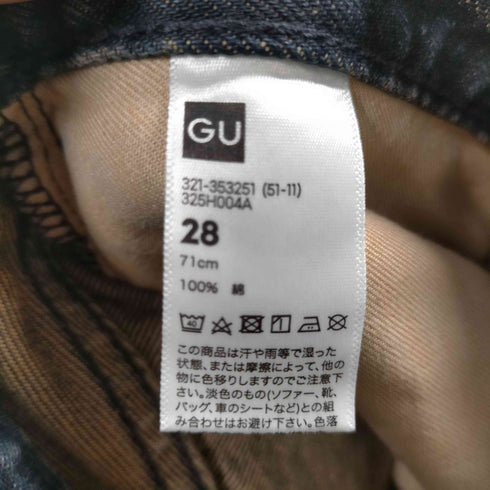 GU
321-353251 (51-11)
325H004A
28
71cm
100% 綿
40
この商品は汗や雨等で湿った
状態、または摩擦によって、他の
物に色移りしますのでご注意下
さい。淡色のもの(ソファー、靴、
バッグ、車のシートなど)との組
み合わせはお避け下さい。色落